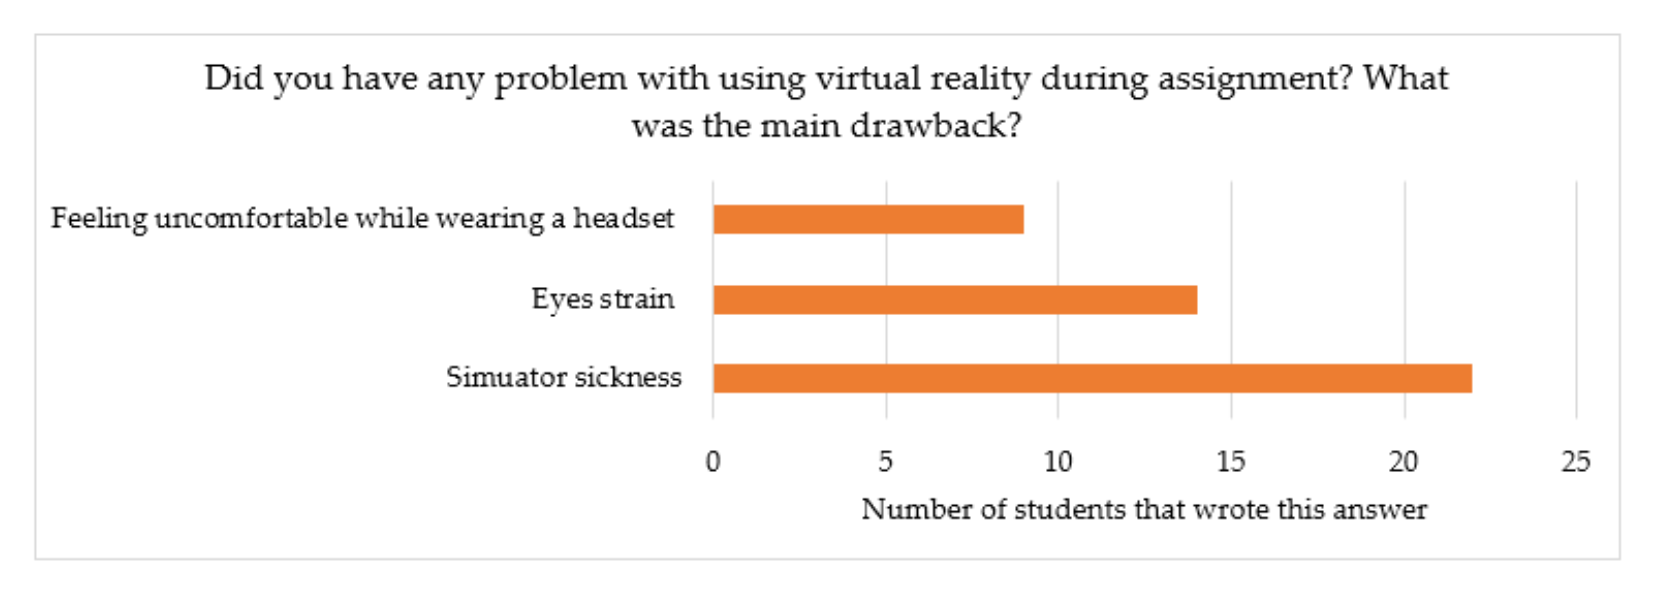 Did you have any problem with using virtual reality during assignment? What
was the main drawback?
Feeling uncomfortable while wearing a headset
Eyes strain
Simuator sickness
0 5 10 15 20 25
Number of students that wrote this answer